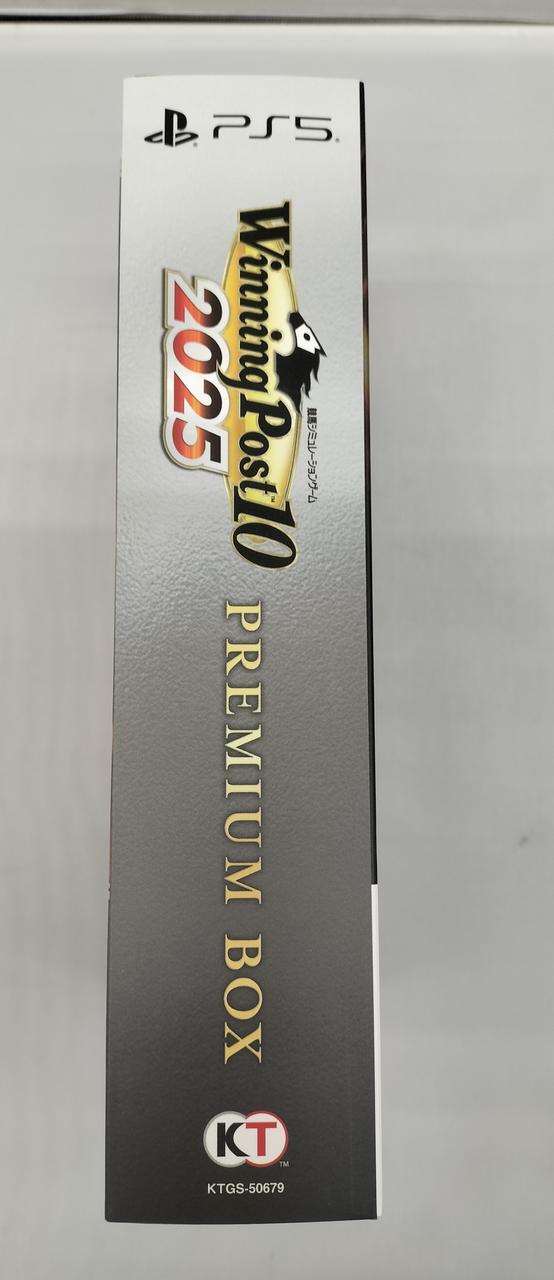 PS5
競馬シミュレーションゲーム
Winning Post 10
2025
PREMIUM BOX
KT
KTGS-50679